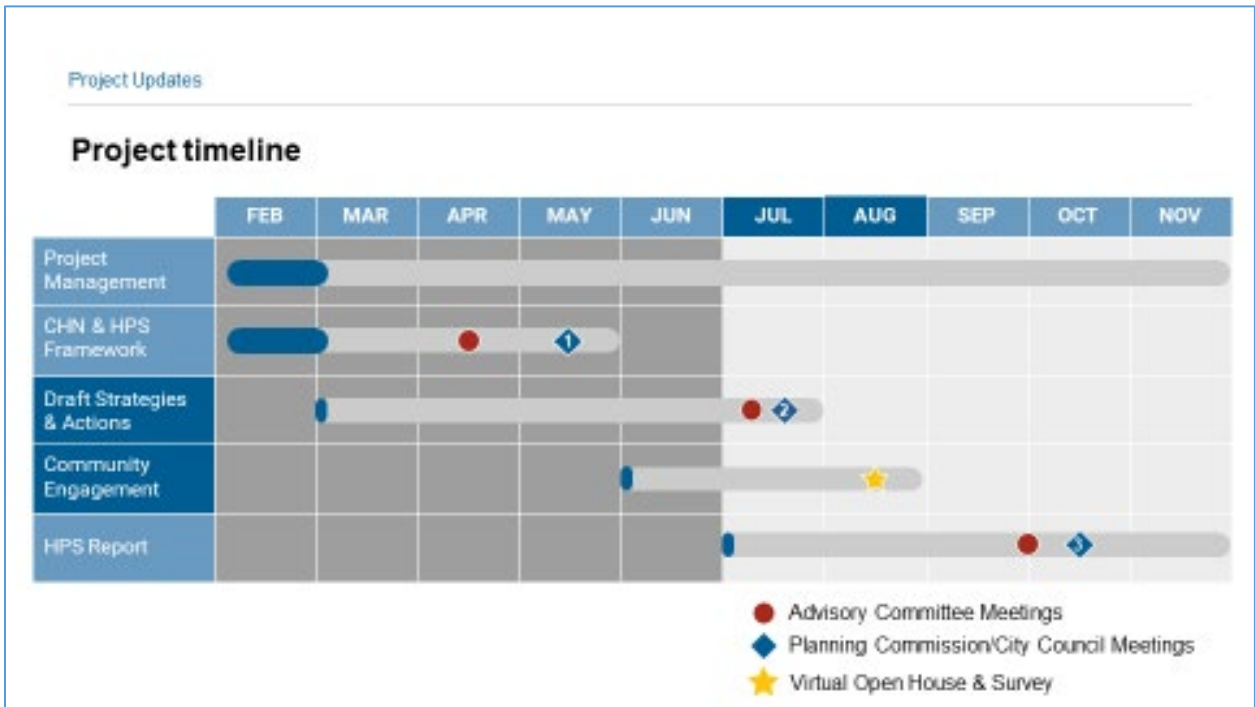 Project Updates
Project timeline
FEB MAR APR MAY JUN JUL AUG SEP OCT NOV
Project
Management
CHN & HPS
Framework
1
Draft Strategies
& Actions
2
Community
Engagement
HPS Report
3
Advisory Committee Meetings
Planning Commission/City Council Meetings
Virtual Open House & Survey